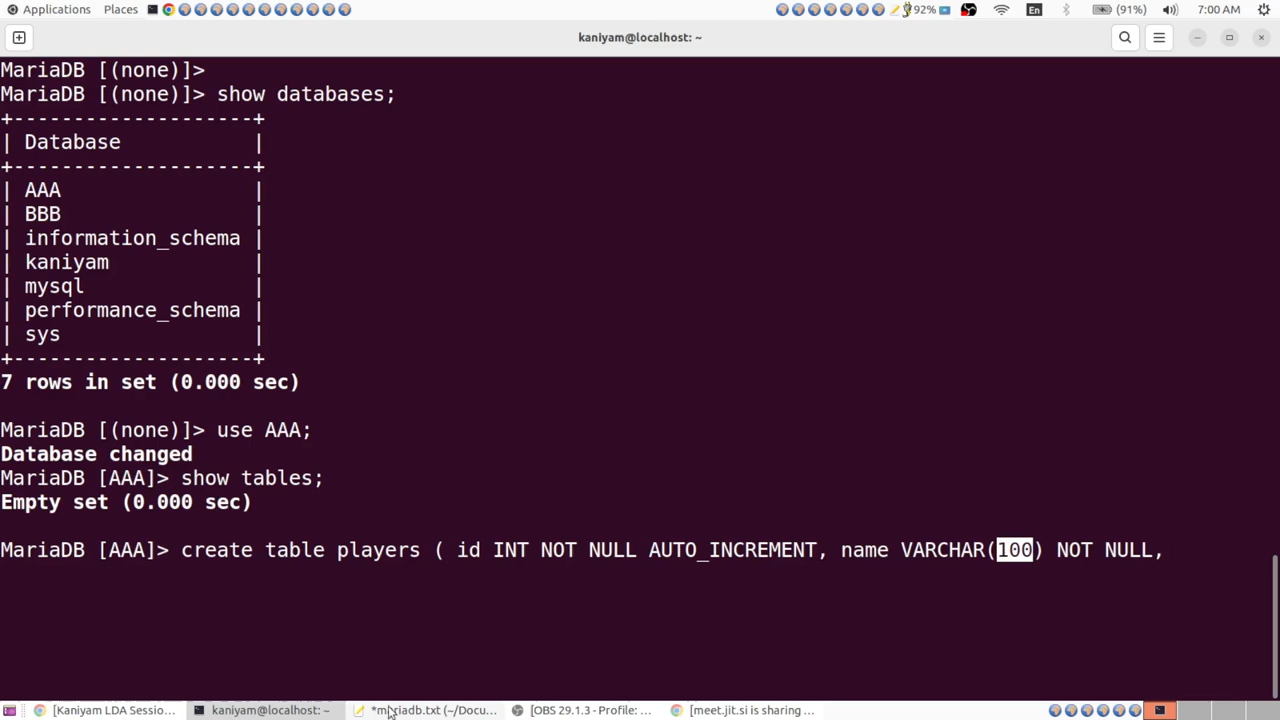 Applications Places 92% En (91%) 7:00 AM
kaniyam@localhost: ~
MariaDB [(none)]>
MariaDB [(none)]> show databases;
+--------------------+
| Database |
+--------------------+
| AAA |
| BBB |
| information_schema |
| kaniyam |
| mysql |
| performance_schema |
| sys |
+--------------------+
7 rows in set (0.000 sec)
MariaDB [(none)]> use AAA;
Database changed
MariaDB [AAA]> show tables;
Empty set (0.000 sec)
MariaDB [AAA]> create table players ( id INT NOT NULL AUTO_INCREMENT, name VARCHAR(100) NOT NULL,
[Kaniyam LDA Sessio... kaniyam@localhost: ~ *mariadb.txt (~/Docu... [OBS 29.1.3 - Profile: ... [meet.jit.si is sharing ...